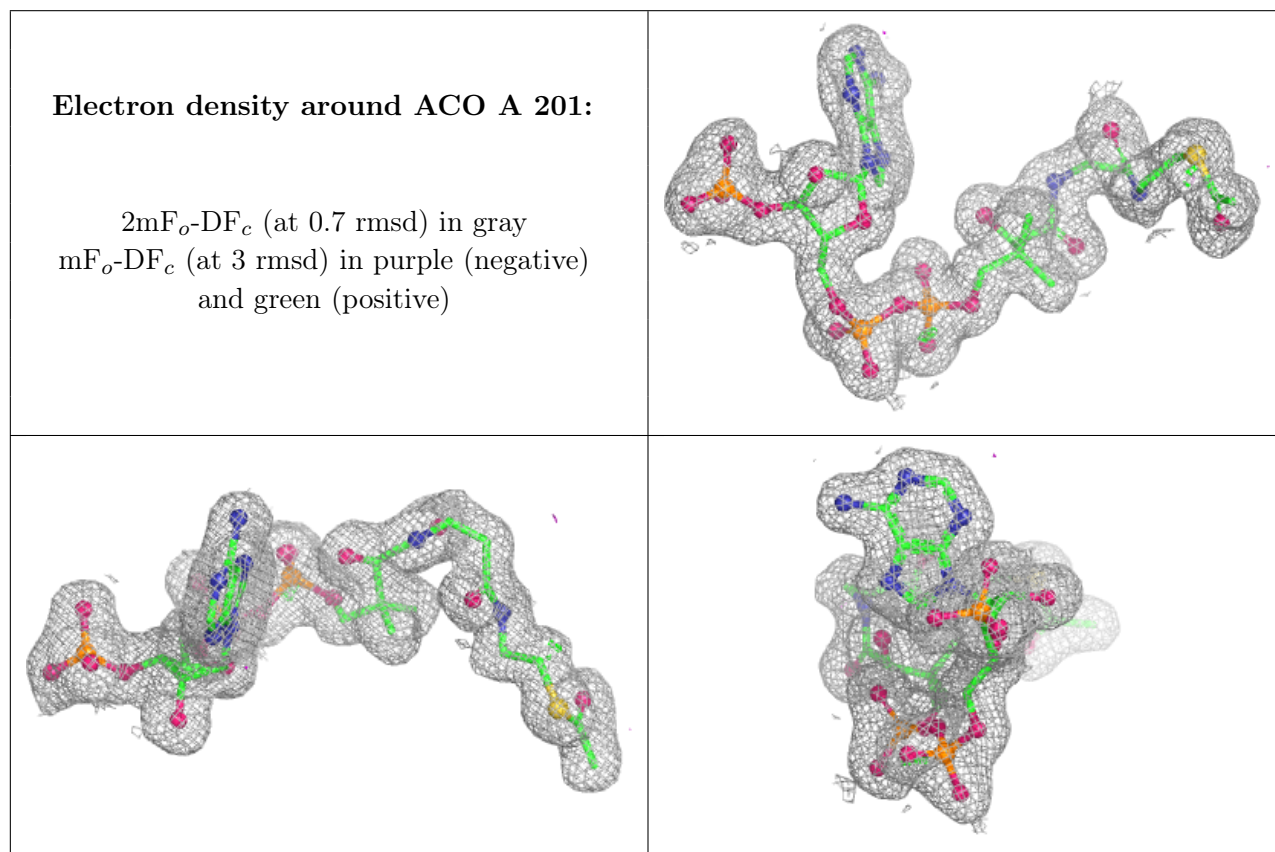 Electron density around ACO A 201:
2mFo-DFc (at 0.7 rmsd) in gray
mFo-DFc (at 3 rmsd) in purple (negative)
and green (positive)